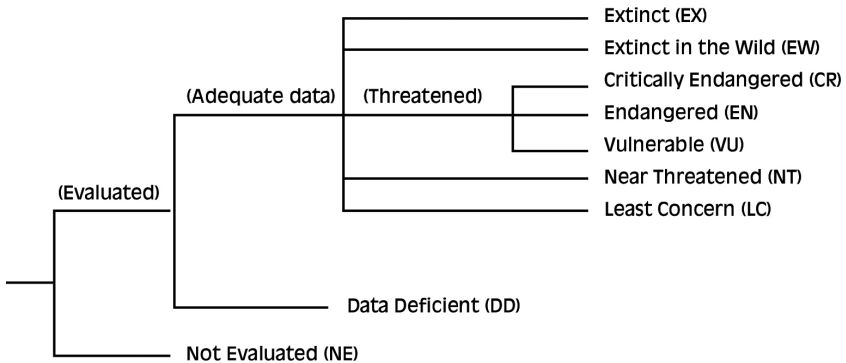 Extinct (EX)
Extinct in the Wild (EW)
Critically Endangered (CR)
(Adequate data)
(Threatened)
Endangered (EN)
Vulnerable (VU)
Near Threatened (NT)
(Evaluated)
Least Concern (LC)
Data Deficient (DD)
Not Evaluated (NE)